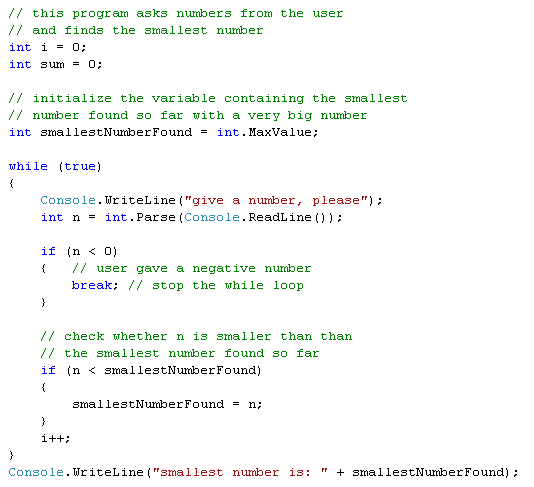 // this program asks numbers from the user
// and finds the smallest number
int i = 0;
int sum = 0;
// initialize the variable containing the smallest
// number found so far with a very big number
int smallestNumberFound = int.MaxValue;
while (true)
{
Console.WriteLine("give a number, please");
int n = int.Parse(Console.ReadLine());
if (n < 0)
{ // user gave a negative number
break; // stop the while loop
}
// check whether n is smaller than than
// the smallest number found so far
if (n < smallestNumberFound)
{
smallestNumberFound = n;
}
i++;
}
Console.WriteLine("smallest number is: " + smallestNumberFound);